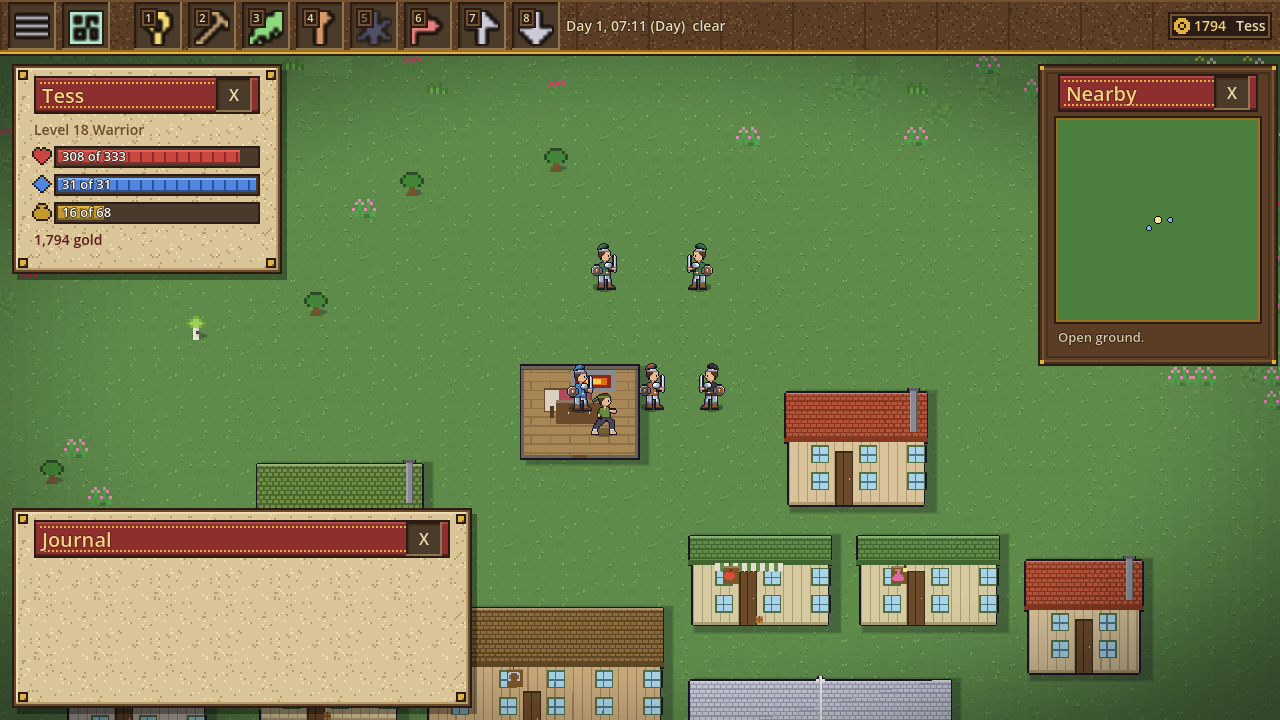 1 2 3 4 5 6 7 8 Day 1, 07:11 (Day) clear 1794 Tess
Tess X
Level 18 Warrior
308 of 333
31 of 31
16 of 68
1,794 gold
Nearby X
Open ground.
Journal X